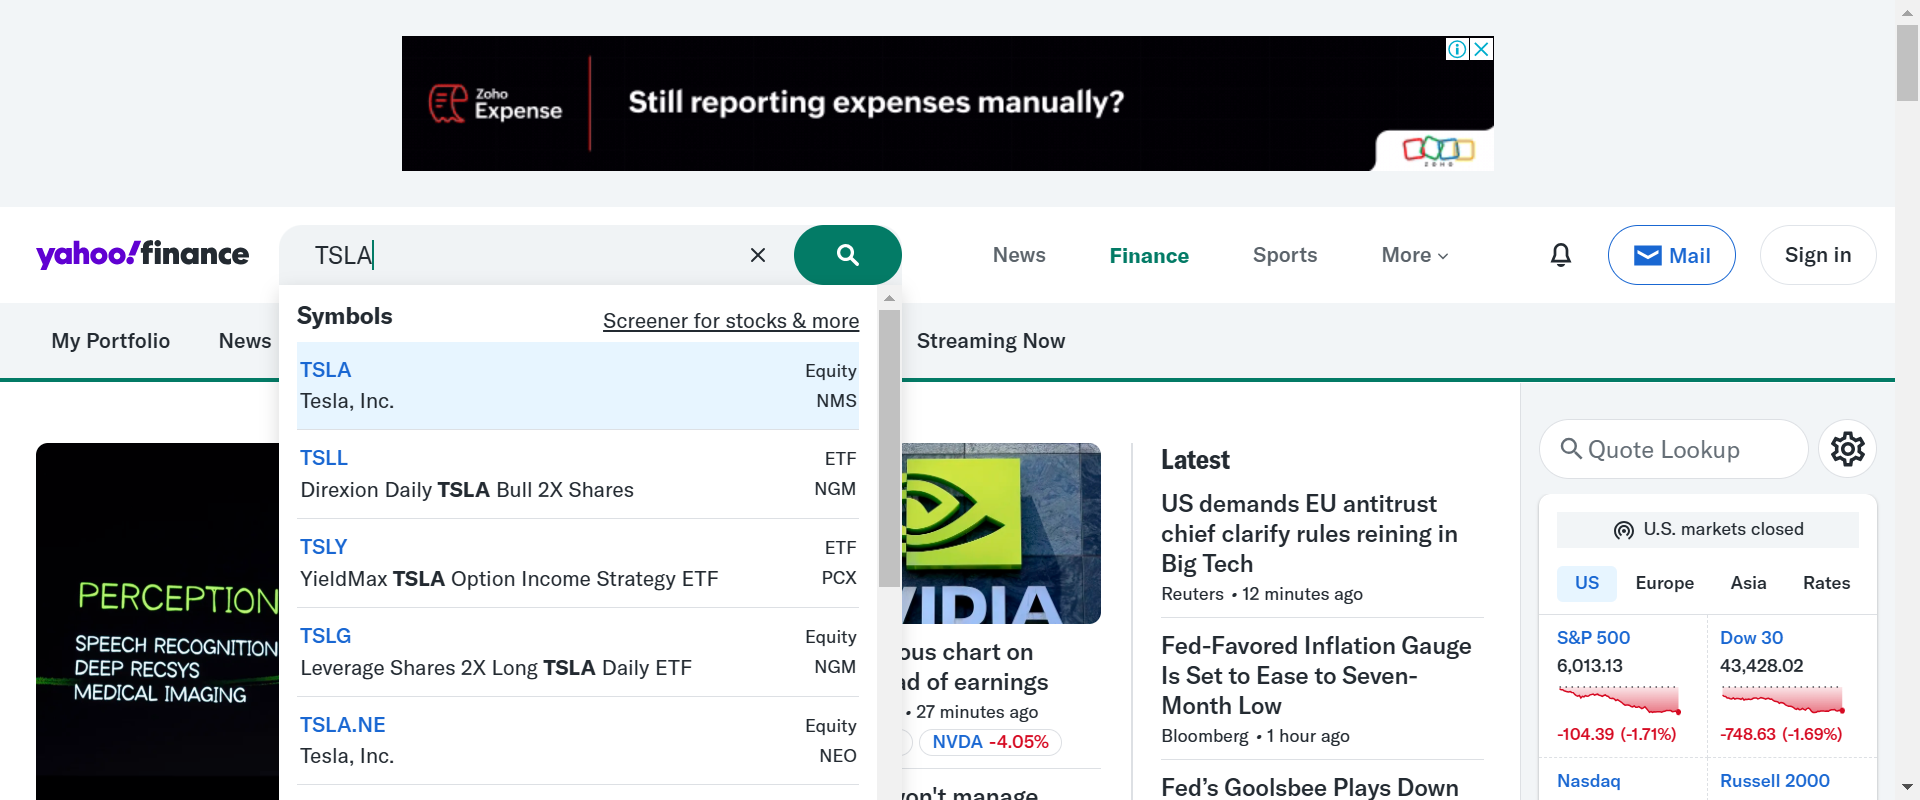 Zoho
Expense
Still reporting expenses manually?
ZOHO
yahoo!finance
TSLA
News
Finance
Sports
More
Mail
Sign in
My Portfolio
News
Streaming Now
Symbols
Screener for stocks & more
TSLA
Equity
Tesla, Inc.
NMS
TSLL
ETF
Direxion Daily TSLA Bull 2X Shares
NGM
TSLY
ETF
YieldMax TSLA Option Income Strategy ETF
PCX
TSLG
Equity
Leverage Shares 2X Long TSLA Daily ETF
NGM
TSLA.NE
Equity
Tesla, Inc.
NEO
PERCEPTION
SPEECH RECOGNITION
DEEP RECSYS
MEDICAL IMAGING
VIDIA
ous chart on
ad of earnings
• 27 minutes ago
NVDA -4.05%
on't manage
Latest
US demands EU antitrust
chief clarify rules reining in
Big Tech
Reuters • 12 minutes ago
Fed-Favored Inflation Gauge
Is Set to Ease to Seven-
Month Low
Bloomberg • 1 hour ago
Fed's Goolsbee Plays Down
Quote Lookup
U.S. markets closed
US
Europe
Asia
Rates
S&P 500
6,013.13
-104.39 (-1.71%)
Dow 30
43,428.02
-748.63 (-1.69%)
Nasdaq
Russell 2000